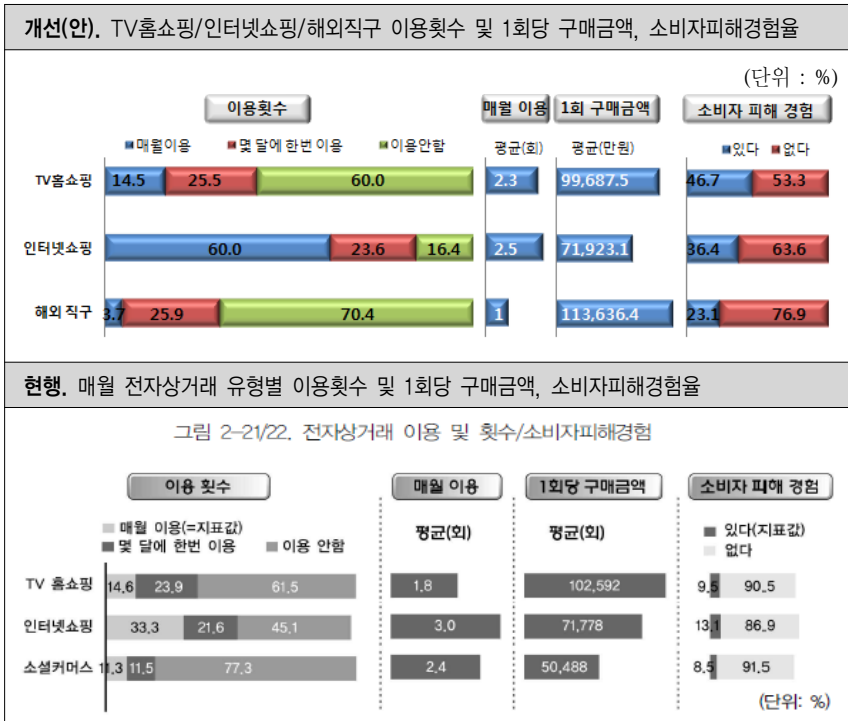 개선(안). TV홈쇼핑/인터넷쇼핑/해외직구 이용횟수 및 1회당 구매금액, 소비자피해경험율
(단위 : %)
이용횟수 매월 이용 1회 구매금액 소비자 피해 경험
■매월이용 ■몇 달에 한번 이용 ■이용안함 평균(회) 평균(만원) ■있다 ■없다
TV홈쇼핑 14.5 25.5 60.0 2.3 99,687.5 46.7 53.3
인터넷쇼핑 60.0 23.6 16.4 2.5 71,923.1 36.4 63.6
해외 직구 3.7 25.9 70.4 1 113,636.4 23.1 76.9
현행. 매월 전자상거래 유형별 이용횟수 및 1회당 구매금액, 소비자피해경험율
그림 2-21/22. 전자상거래 이용 및 횟수/소비자피해경험
이용 횟수 매월 이용 1회당 구매금액 소비자 피해 경험
■ 매월 이용(=지표값) 평균(회) 평균(회) ■ 있다(지표값)
■ 몇 달에 한번 이용 ■ 이용 안함 ■ 없다
TV 홈쇼핑 14.6 23.9 61.5 1.8 102,592 9.5 90.5
인터넷쇼핑 33.3 21.6 45.1 3.0 71,778 13.1 86.9
소셜커머스 11.3 11.5 77.3 2.4 50,488 8.5 91.5
(단위: %)